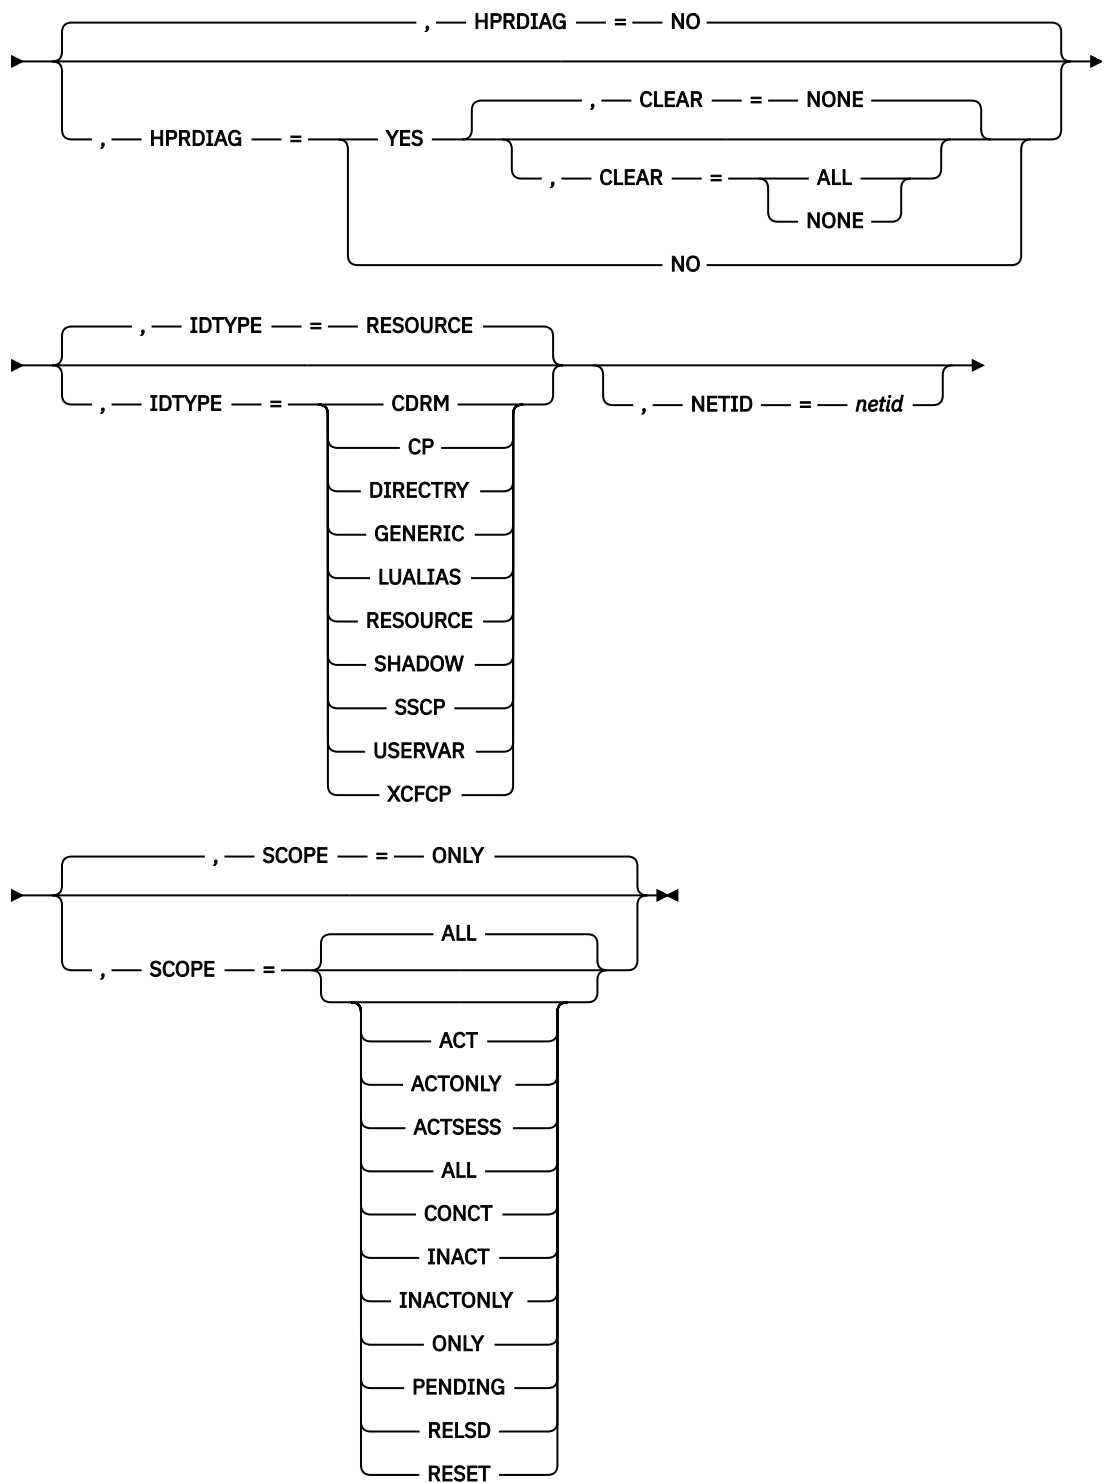 , HPRDIAG = NO
, CLEAR = NONE
, HPRDIAG = YES
, CLEAR = ALL
NONE
NO
, IDTYPE = RESOURCE
, IDTYPE = CDRM
, NETID = netid
CP
DIRECTRY
GENERIC
LUALIAS
RESOURCE
SHADOW
SSCP
USERVAR
XCFCP
, SCOPE = ONLY
ALL
, SCOPE =
ACT
ACTONLY
ACTSESS
ALL
CONCT
INACT
INACTONLY
ONLY
PENDING
RELSD
RESET